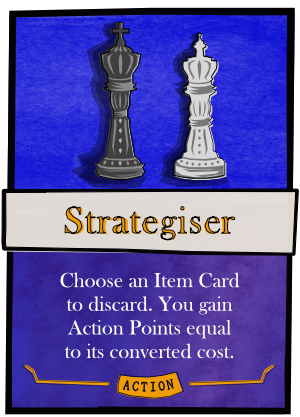 Strategiser
Choose an Item Card
to discard. You gain
Action Points equal
to its converted cost.
ACTION